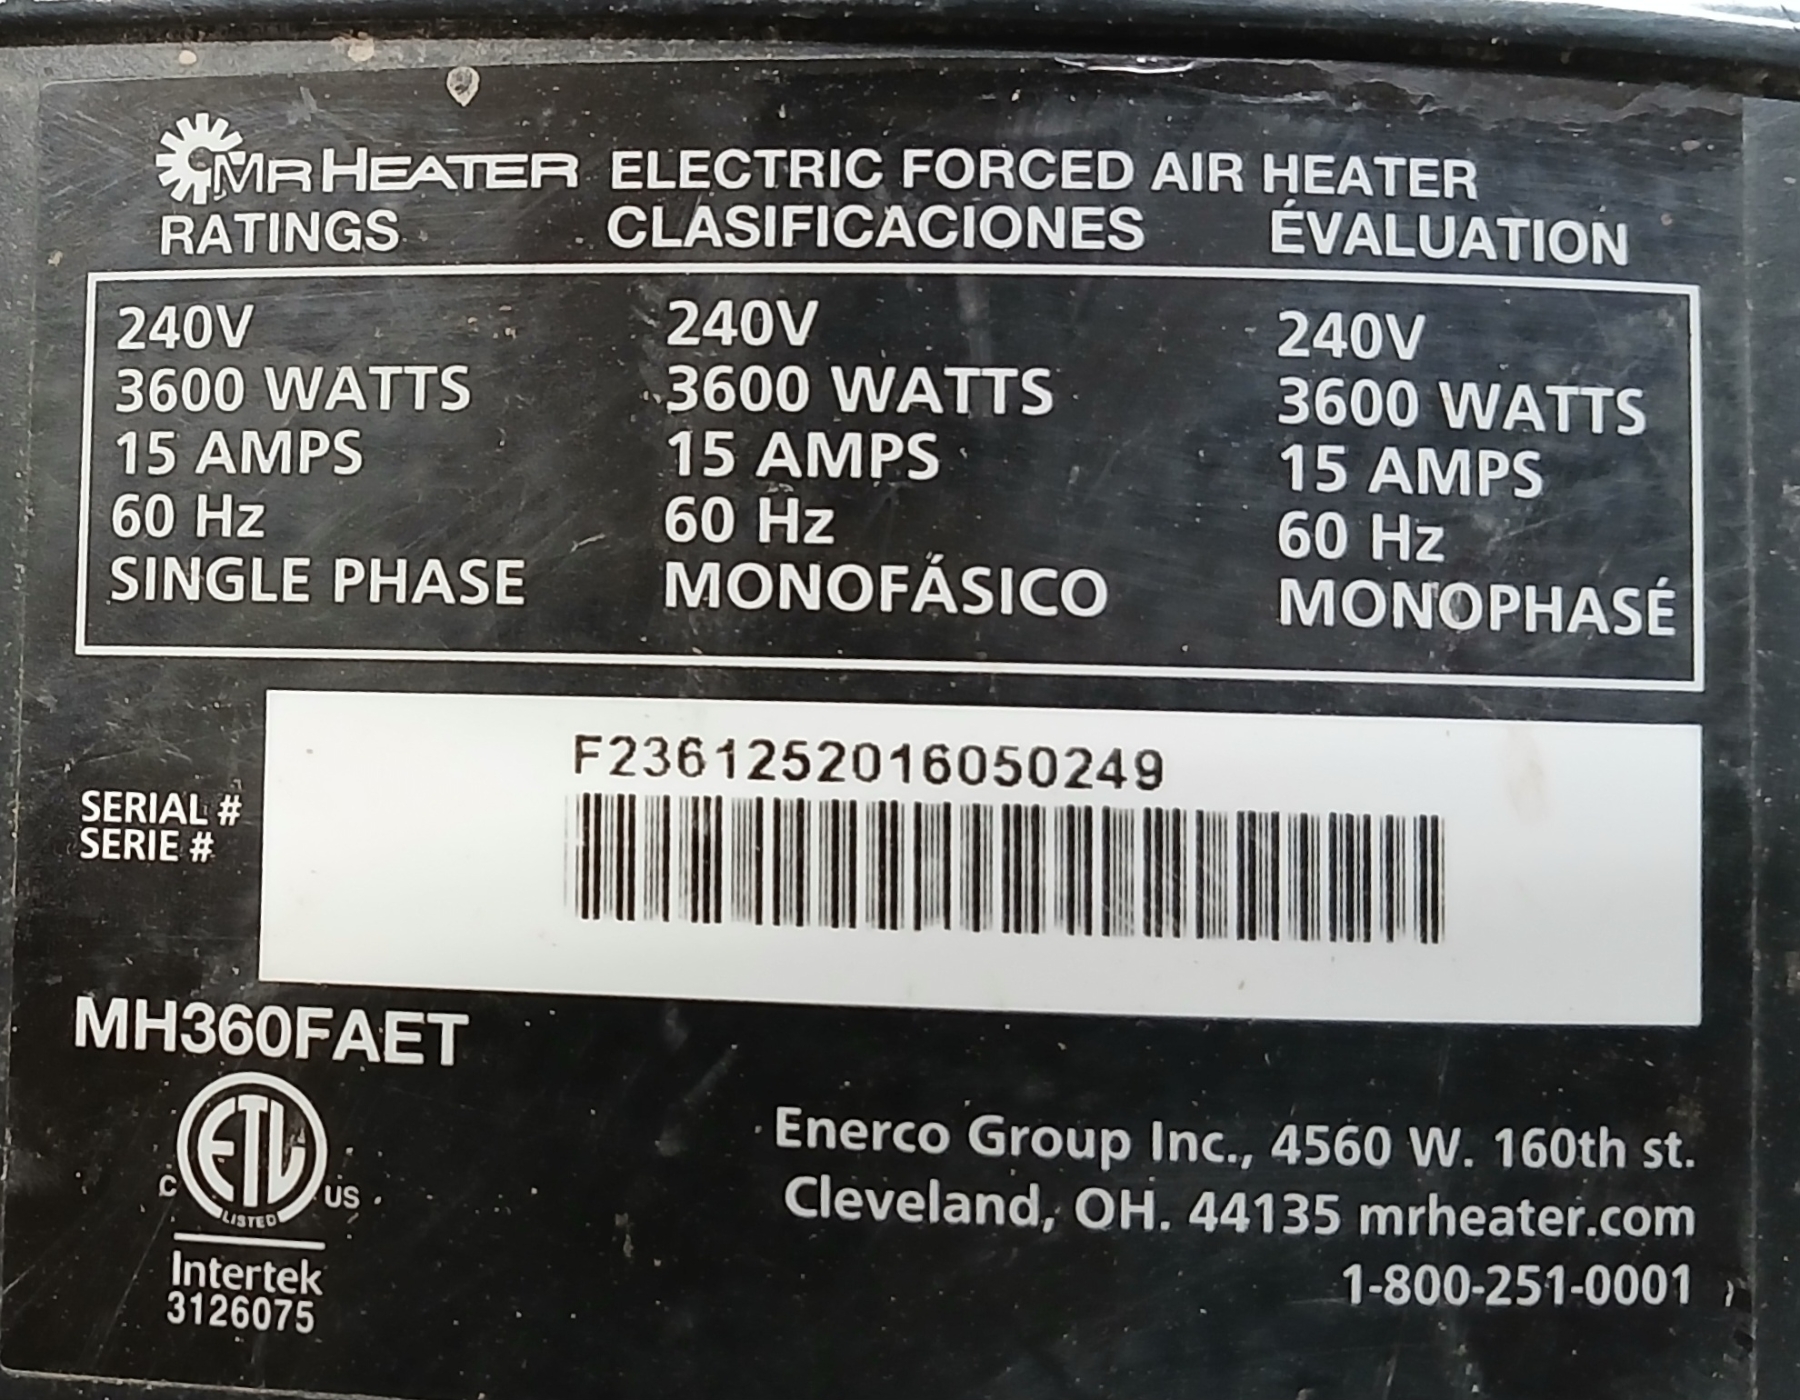 MR HEATER ELECTRIC FORCED AIR HEATER
RATINGS CLASIFICACIONES ÉVALUATION
240V 240V 240V
3600 WATTS 3600 WATTS 3600 WATTS
15 AMPS 15 AMPS 15 AMPS
60 Hz 60 Hz 60 Hz
SINGLE PHASE MONOFÁSICO MONOPHASÉ
F2361252016050249
SERIAL #
SERIE #
MH360FAET
ETL
C US
LISTED
Intertek
3126075
Enerco Group Inc., 4560 W. 160th st.
Cleveland, OH. 44135 mrheater.com
1-800-251-0001